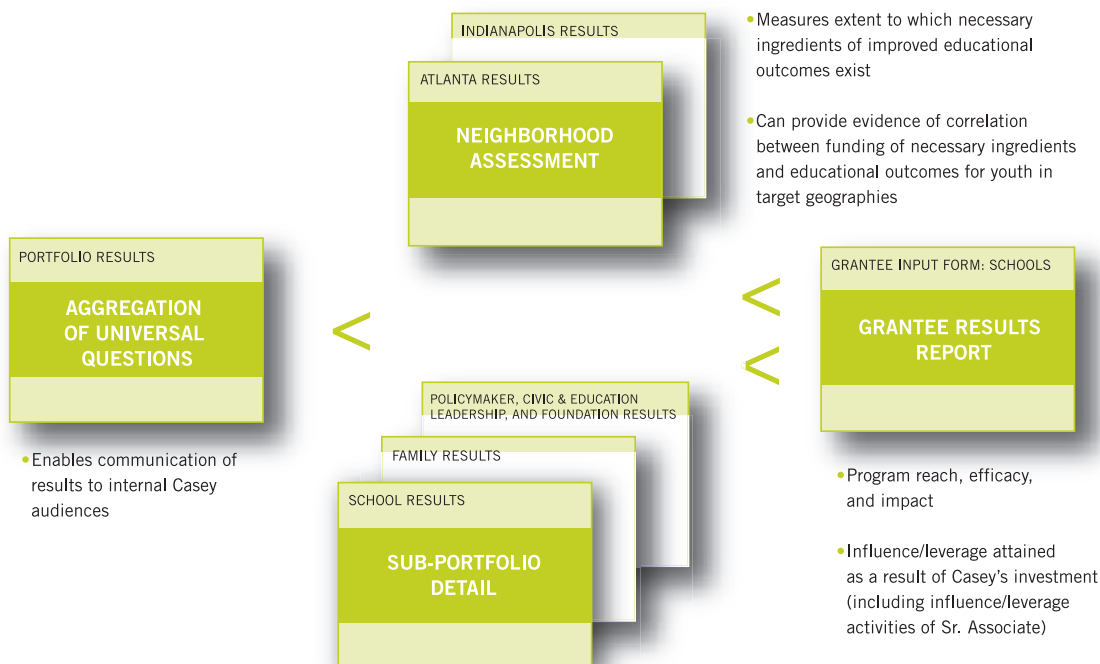 INDIANAPOLIS RESULTS
ATLANTA RESULTS
NEIGHBORHOOD
ASSESSMENT
•Measures extent to which necessary
ingredients of improved educational
outcomes exist
•Can provide evidence of correlation
between funding of necessary ingredients
and educational outcomes for youth in
target geographies
PORTFOLIO RESULTS
AGGREGATION
OF UNIVERSAL
QUESTIONS
•Enables communication of
results to internal Casey
audiences
<
<
<
GRANTEE INPUT FORM: SCHOOLS
GRANTEE RESULTS
REPORT
•Program reach, efficacy,
and impact
•Influence/leverage attained
as a result of Casey’s investment
(including influence/leverage
activities of Sr. Associate)
POLICYMAKER, CIVIC & EDUCATION
LEADERSHIP, AND FOUNDATION RESULTS
FAMILY RESULTS
SCHOOL RESULTS
SUB-PORTFOLIO
DETAIL